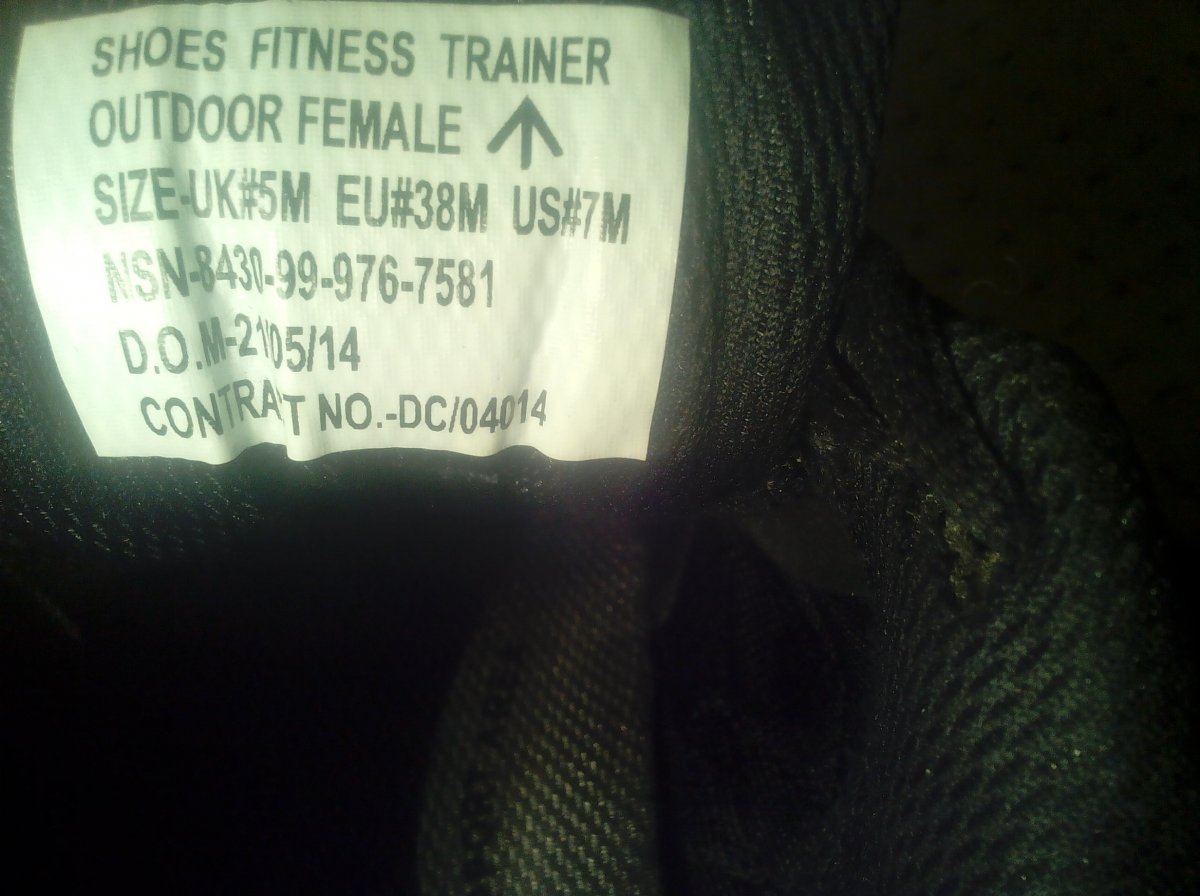 SHOES FITNESS TRAINER
OUTDOOR FEMALE ↑
SIZE-UK#5M EU#38M US#7M
NSN-8430-99-976-7581
D.O.M-21/05/14
CONTRACT NO.-DC/04014